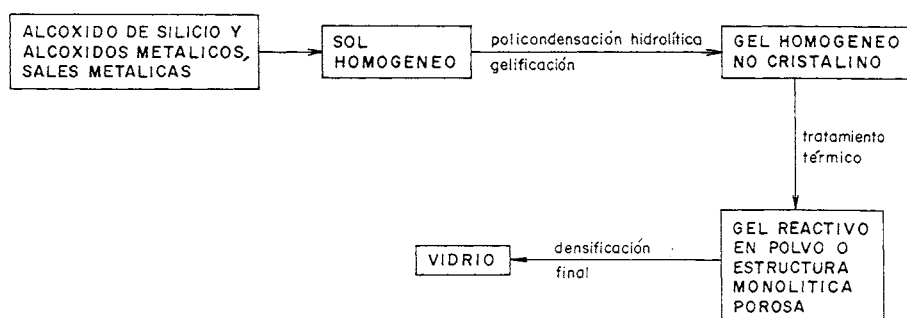 ALCOXIDO DE SILICIO Y
ALCOXIDOS METALICOS,
SALES METALICAS
SOL
HOMOGENEO
policondensación hidrolítica
gelificación
GEL HOMOGENEO
NO CRISTALINO
tratamiento
térmico
GEL REACTIVO
EN POLVO O
ESTRUCTURA
MONOLITICA
POROSA
densificación
final
VIDRIO